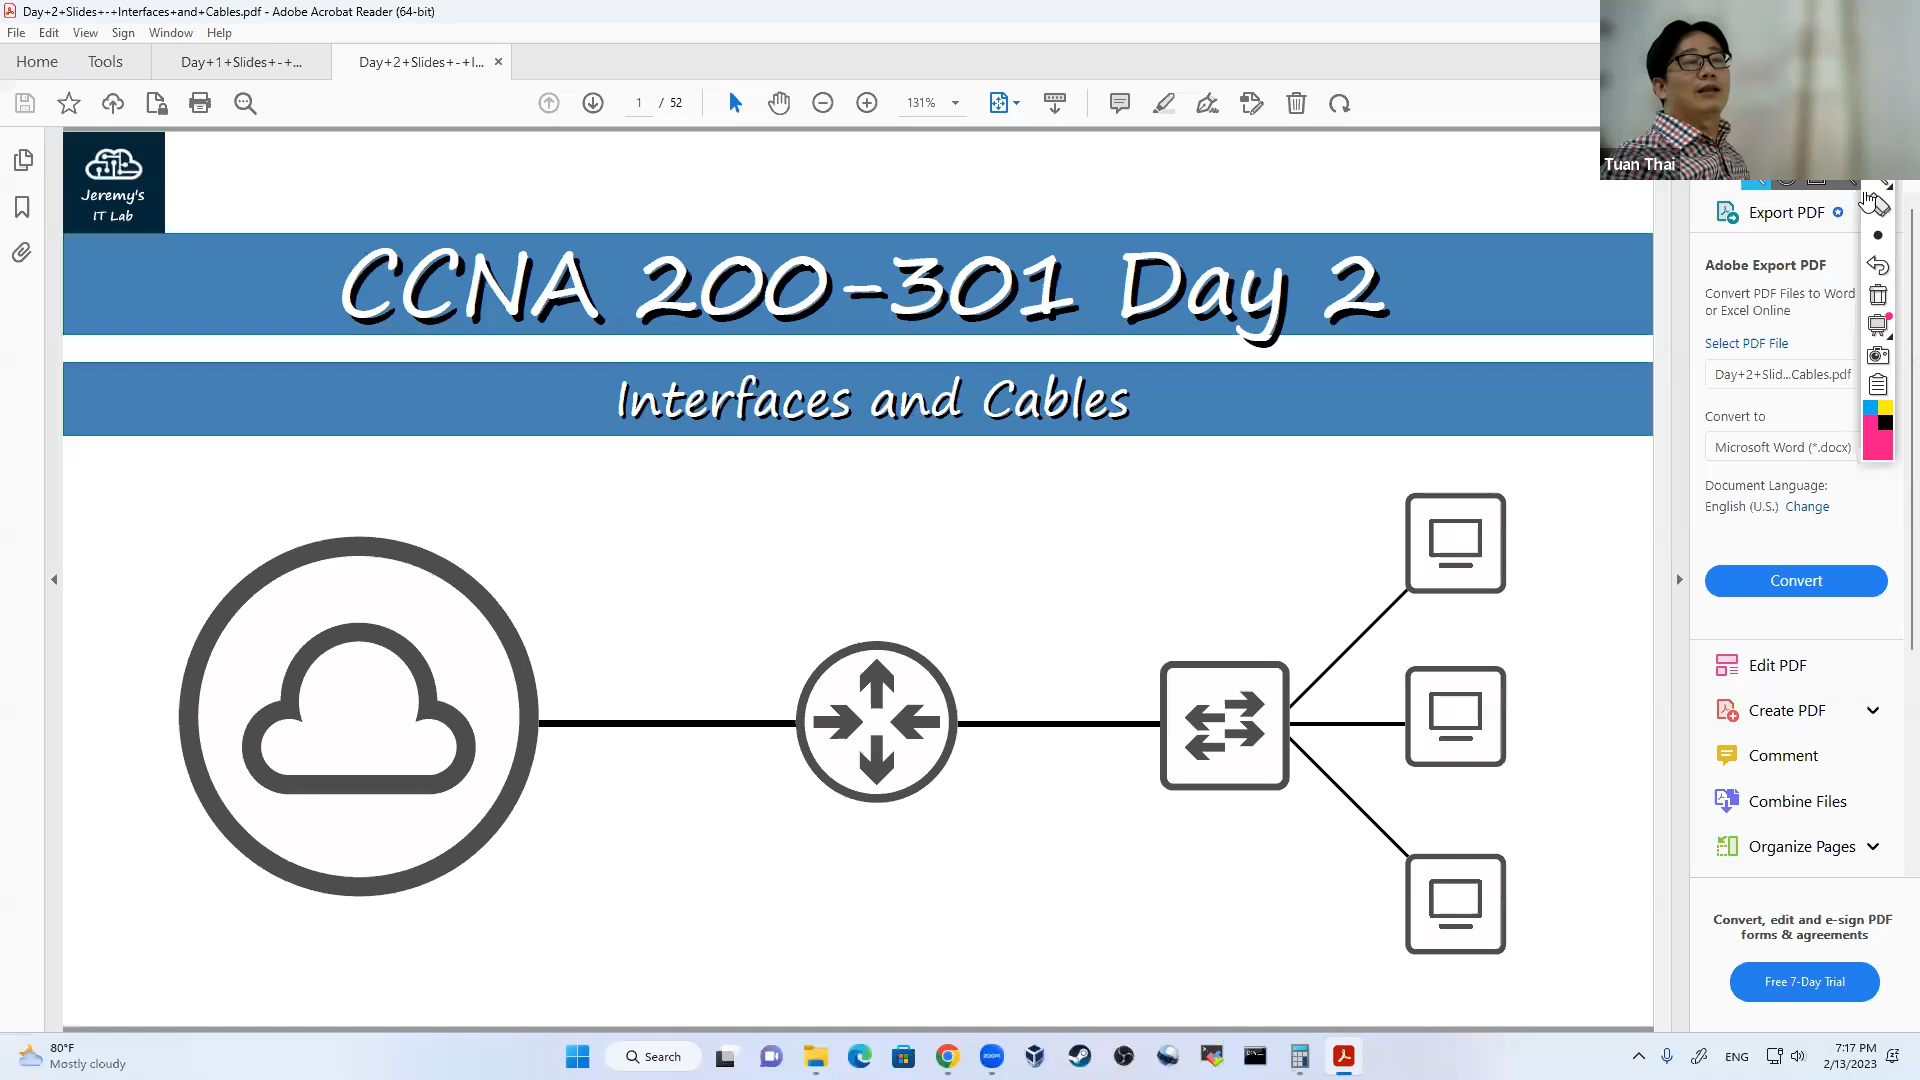 Day+2+Slides+-+Interfaces+and+Cables.pdf - Adobe Acrobat Reader (64-bit)
File Edit View Sign Window Help
Home Tools Day+1+Slides+-+... Day+2+Slides+-+I... ×
1 / 52 131%
Tuan Thai
Jeremy's
IT Lab
CCNA 200-301 Day 2
Interfaces and Cables
Export PDF
Adobe Export PDF
Convert PDF Files to Word
or Excel Online
Select PDF File
Day+2+Slid...Cables.pdf
Convert to
Microsoft Word (*.docx)
Document Language:
English (U.S.) Change
Convert
Edit PDF
Create PDF
Comment
Combine Files
Organize Pages
Convert, edit and e-sign PDF
forms & agreements
Free 7-Day Trial
80°F
Mostly cloudy
Search
zoom
ENG
7:17 PM
2/13/2023